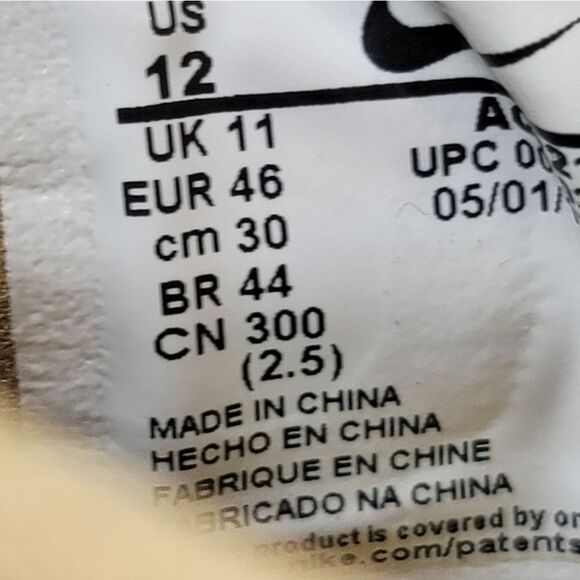 US
12
UK 11
EUR 46
cm 30
BR 44
CN 300
(2.5)
UPC
05/01/
MADE IN CHINA
HECHO EN CHINA
FABRIQUE EN CHINE
FABRICADO NA CHINA
product is covered by
nike.com/patents